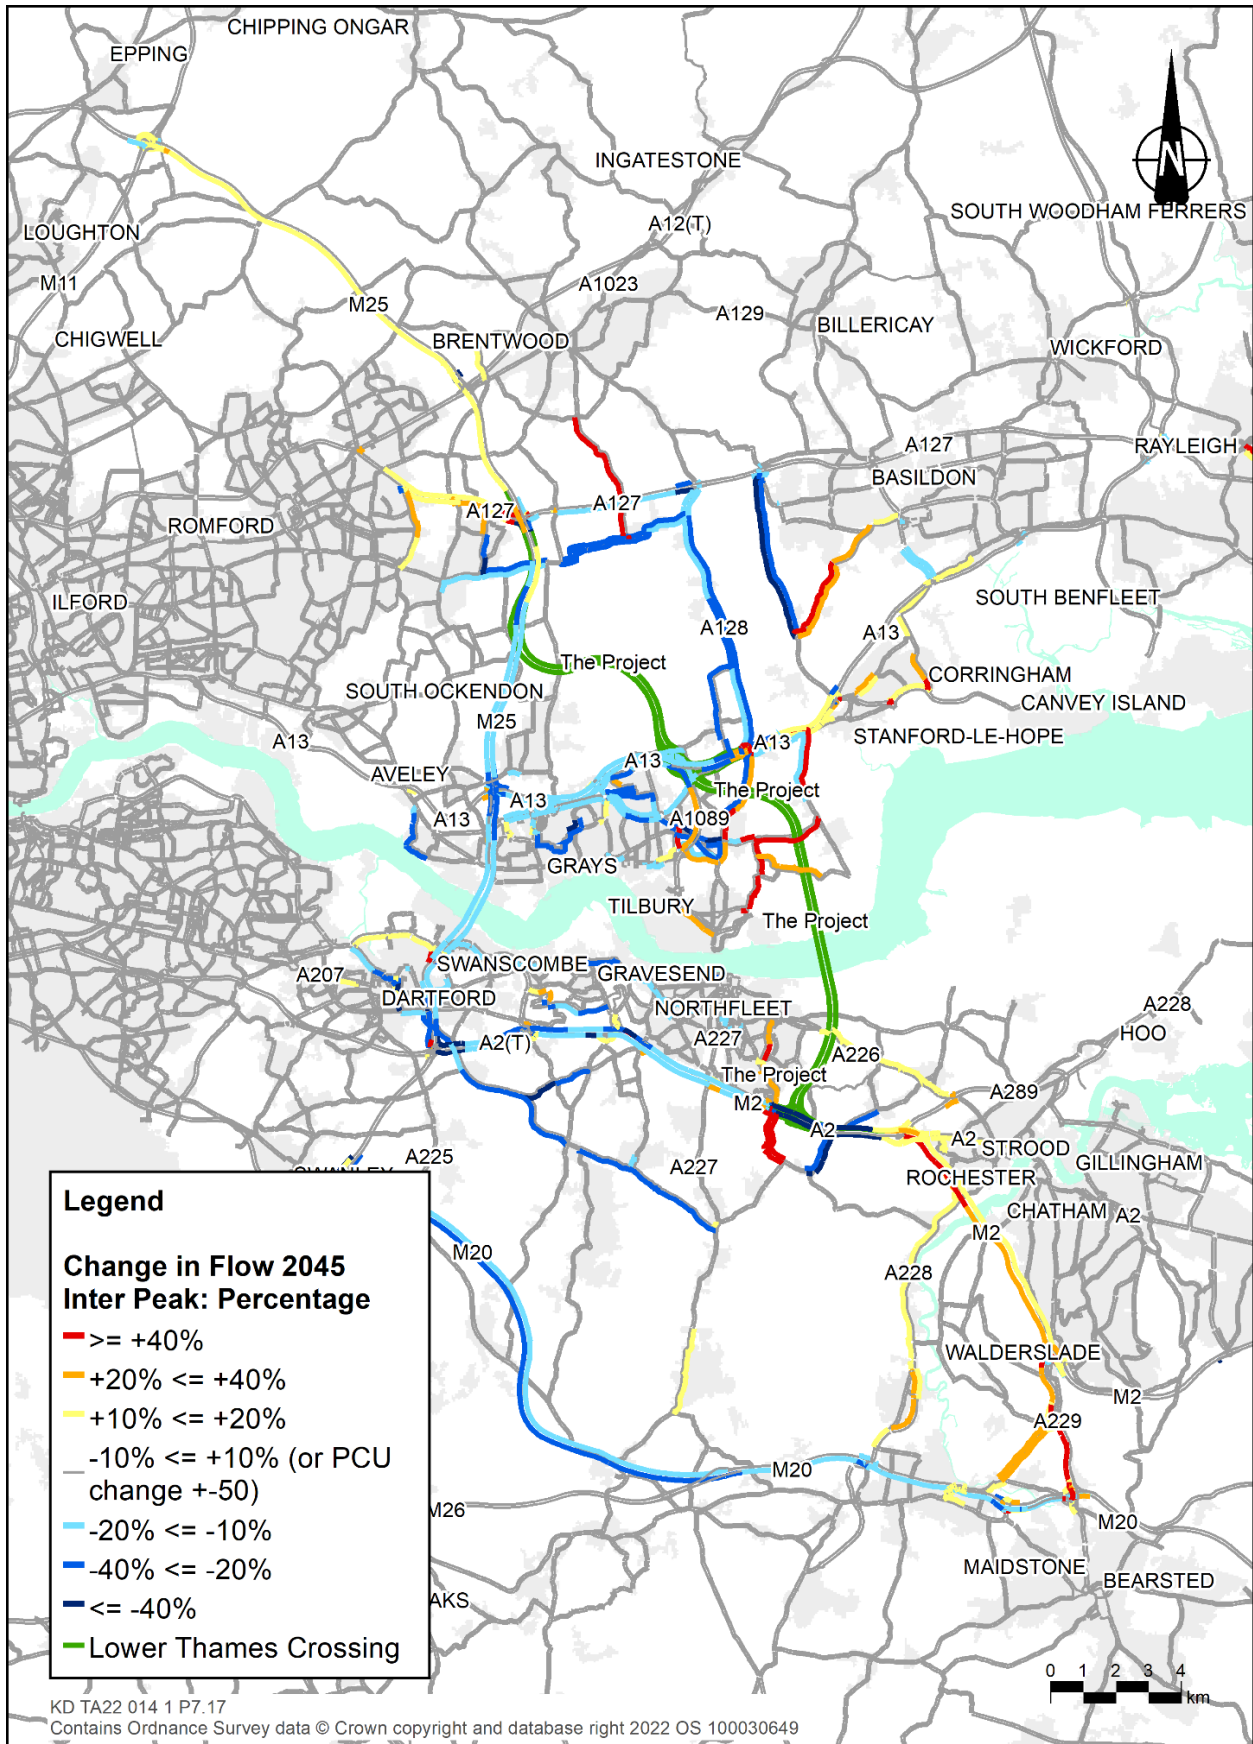 CHIPPING ONGAR
EPPING
N
INGATESTONE
SOUTH WOODHAM FERRERS
LOUGHTON
A12(T)
M11
A1023
M25
A129
BILLERICAY
CHIGWELL
BRENTWOOD
WICKFORD
A127
RAYLEIGH
BASILDON
A127
A127
ROMFORD
ILFORD
SOUTH BENFLEET
A128
A13
The Project
CORRINGHAM
SOUTH OCKENDON
CANVEY ISLAND
M25
STANFORD-LE-HOPE
A13
A13
A13
AVELEY
The Project
A13
A13
A1089
GRAYS
TILBURY
The Project
SWANSCOMBE
GRAVESEND
A207
DARTFORD
NORTHFLEET
A228
HOO
A2(T)
A227
A226
The Project
A289
M2
A2
A2
STROOD
GILLINGHAM
A225
A227
ROCHESTER
SWANLEY
CHATHAM
A2
M2
M20
A228
WALDERSLADE
M2
A229
M20
M26
M20
MAIDSTONE
BEARSTED
AKS
Legend
Change in Flow 2045
Inter Peak: Percentage
>= +40%
+20% <= +40%
+10% <= +20%
-10% <= +10% (or PCU
change +-50)
-20% <= -10%
-40% <= -20%
<= -40%
Lower Thames Crossing
0 1 2 3 4
km
KD TA22 014 1 P7.17
Contains Ordnance Survey data © Crown copyright and database right 2022 OS 100030649